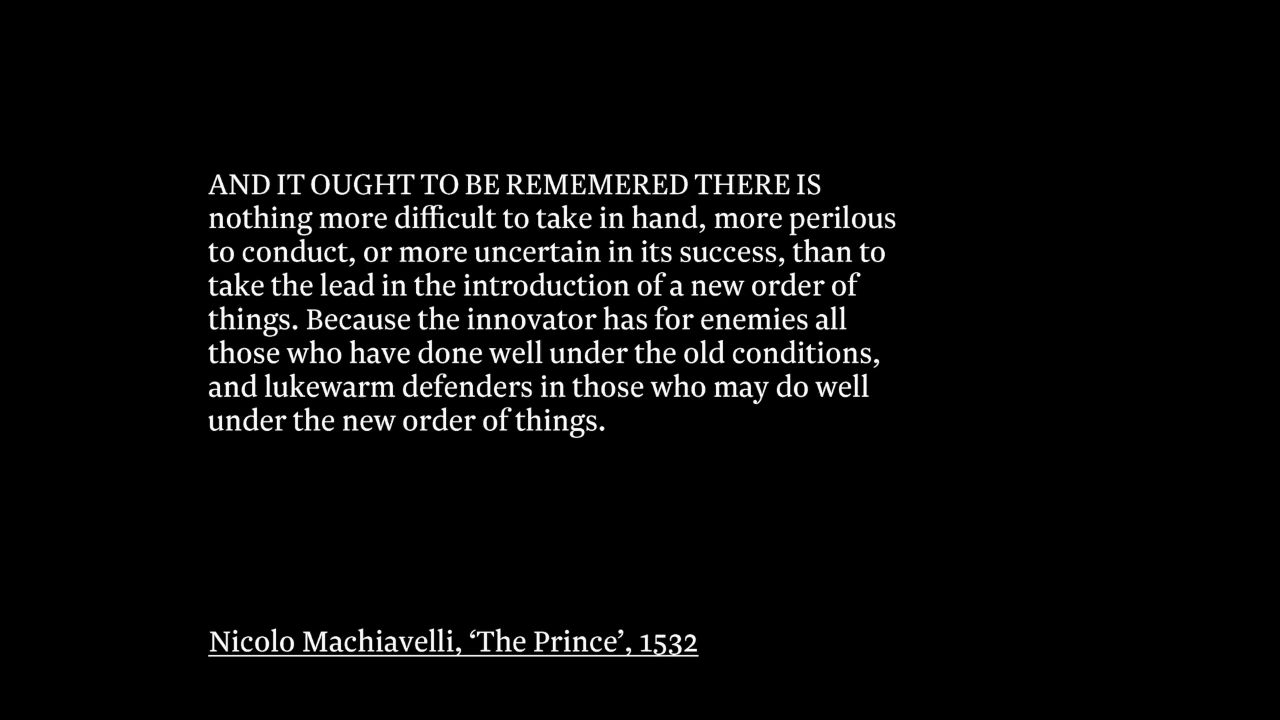 AND IT OUGHT TO BE REMEMERED THERE IS
nothing more difficult to take in hand, more perilous
to conduct, or more uncertain in its success, than to
take the lead in the introduction of a new order of
things. Because the innovator has for enemies all
those who have done well under the old conditions,
and lukewarm defenders in those who may do well
under the new order of things.
Nicolo Machiavelli, ‘The Prince’, 1532